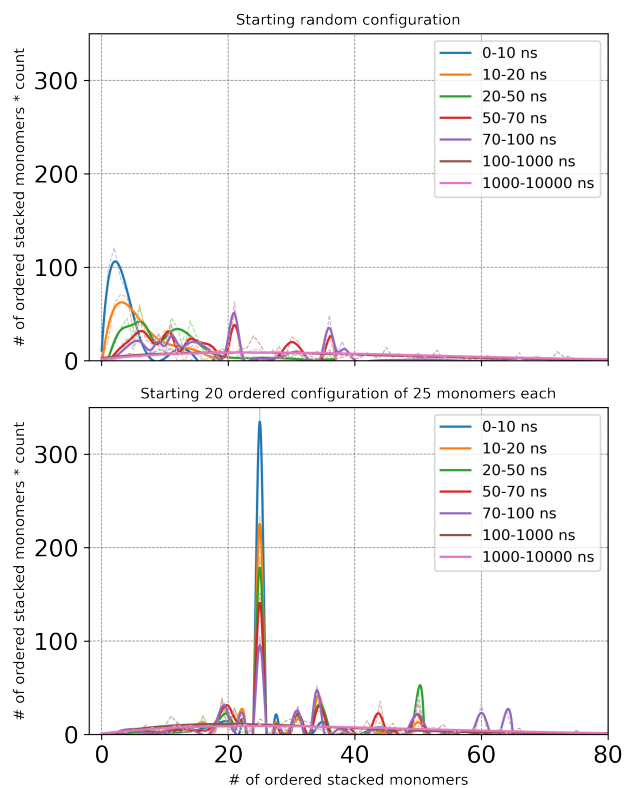 Starting random configuration
# of ordered stacked monomers * count
300
200
100
0
0-10 ns
10-20 ns
20-50 ns
50-70 ns
70-100 ns
100-1000 ns
1000-10000 ns
Starting 20 ordered configuration of 25 monomers each
# of ordered stacked monomers * count
300
200
100
0
0-10 ns
10-20 ns
20-50 ns
50-70 ns
70-100 ns
100-1000 ns
1000-10000 ns
0 20 40 60 80
# of ordered stacked monomers